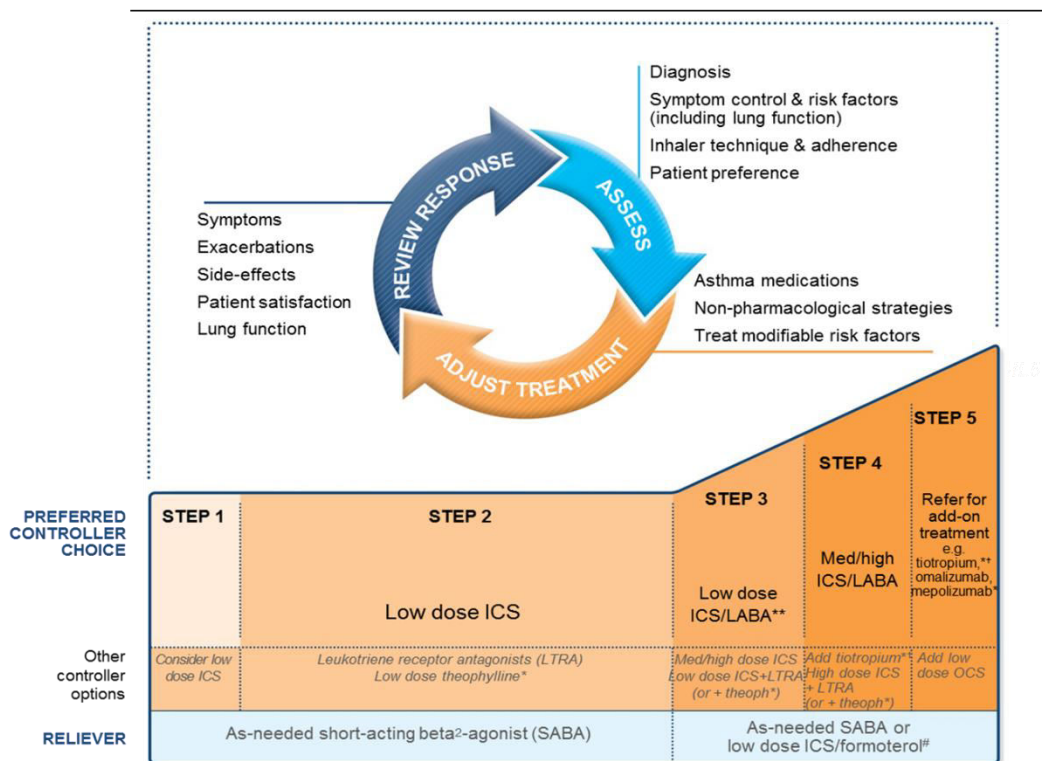 Diagnosis
Symptom control & risk factors
(including lung function)
Inhaler technique & adherence
Patient preference
REVIEW RESPONSE
ASSESS
ADJUST TREATMENT
Symptoms
Exacerbations
Side-effects
Patient satisfaction
Lung function
Asthma medications
Non-pharmacological strategies
Treat modifiable risk factors
PREFERRED
CONTROLLER
CHOICE
STEP 1
STEP 2
Low dose ICS
STEP 3
Low dose
ICS/LABA**
STEP 4
Med/high
ICS/LABA
STEP 5
Refer for
add-on
treatment
e.g.
tiotropium,*†
omalizumab,
mepolizumab*
Other
controller
options
Consider low
dose ICS
Leukotriene receptor antagonists (LTRA)
Low dose theophylline*
Med/high dose ICS
Low dose ICS+LTRA
(or + theoph*)
Add tiotropium*†
High dose ICS
+ LTRA
(or + theoph*)
Add low
dose OCS
RELIEVER
As-needed short-acting beta2-agonist (SABA)
As-needed SABA or
low dose ICS/formoterol#